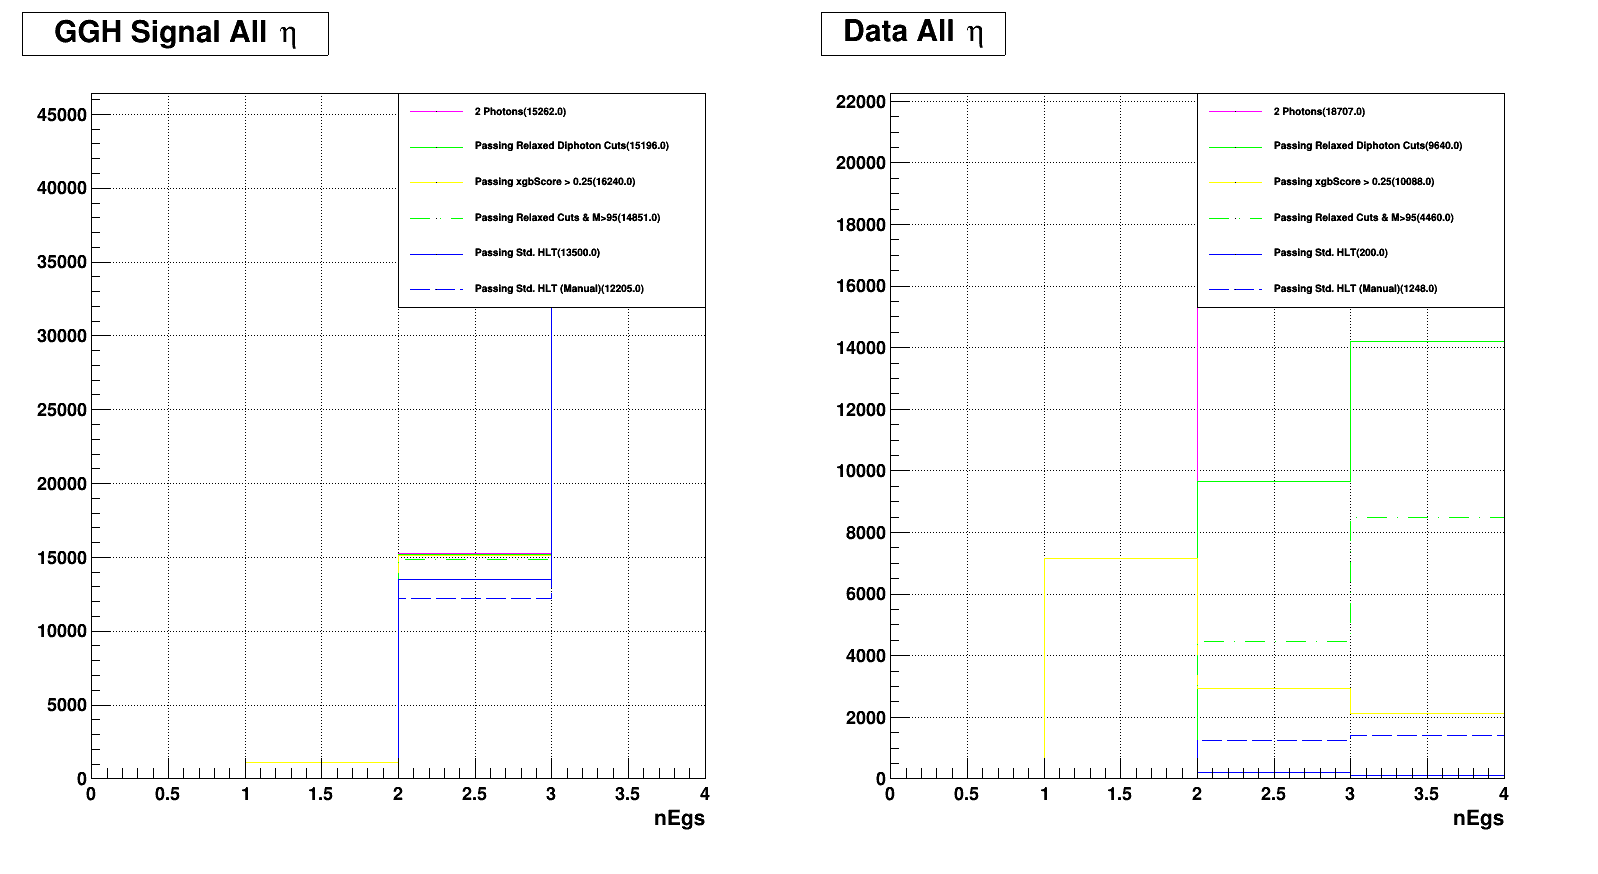 GGH Signal All η
45000
40000
35000
30000
25000
20000
15000
10000
5000
0
0 0.5 1 1.5 2 2.5 3 3.5 4
nEgs
2 Photons(15262.0)
Passing Relaxed Diphoton Cuts(15196.0)
Passing xgbScore > 0.25(16240.0)
Passing Relaxed Cuts & M>95(14851.0)
Passing Std. HLT(13500.0)
Passing Std. HLT (Manual)(12205.0)
Data All η
22000
20000
18000
16000
14000
12000
10000
8000
6000
4000
2000
0
0 0.5 1 1.5 2 2.5 3 3.5 4
nEgs
2 Photons(18707.0)
Passing Relaxed Diphoton Cuts(9640.0)
Passing xgbScore > 0.25(10088.0)
Passing Relaxed Cuts & M>95(4460.0)
Passing Std. HLT(200.0)
Passing Std. HLT (Manual)(1248.0)